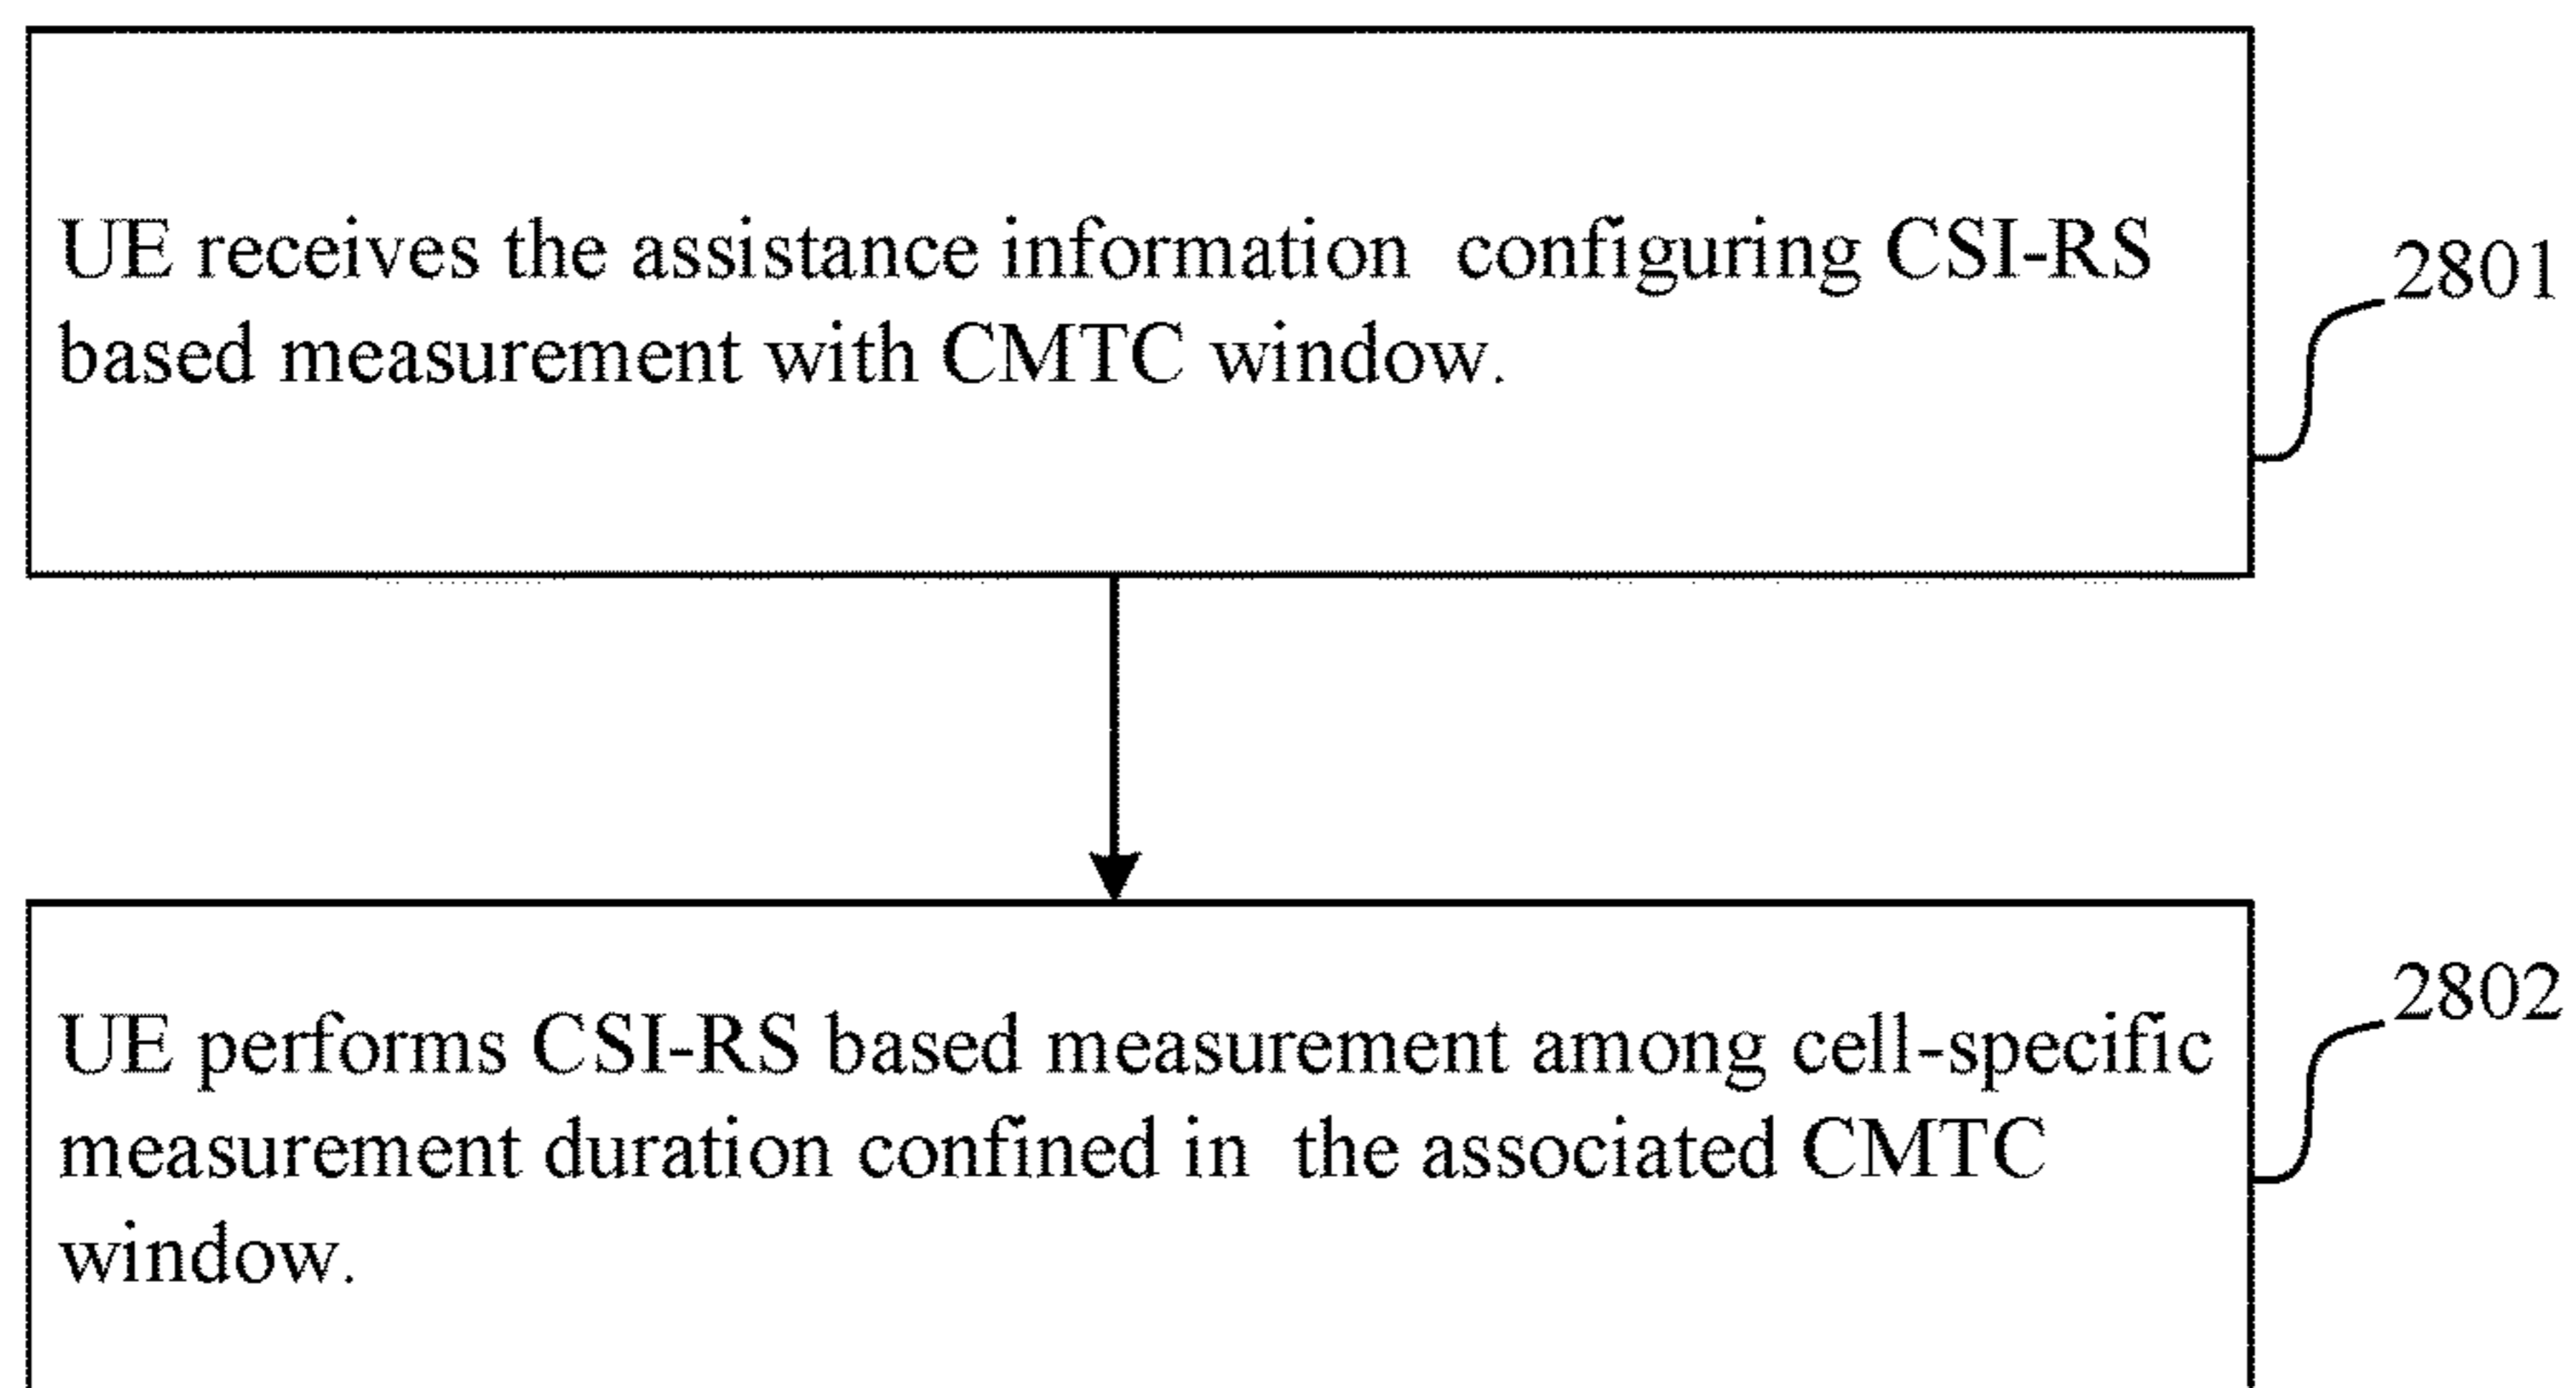 UE receives the assistance information configuring CSI-RS
based measurement with CMTC window.
2801
UE performs CSI-RS based measurement among cell-specific
measurement duration confined in the associated CMTC
window.
2802